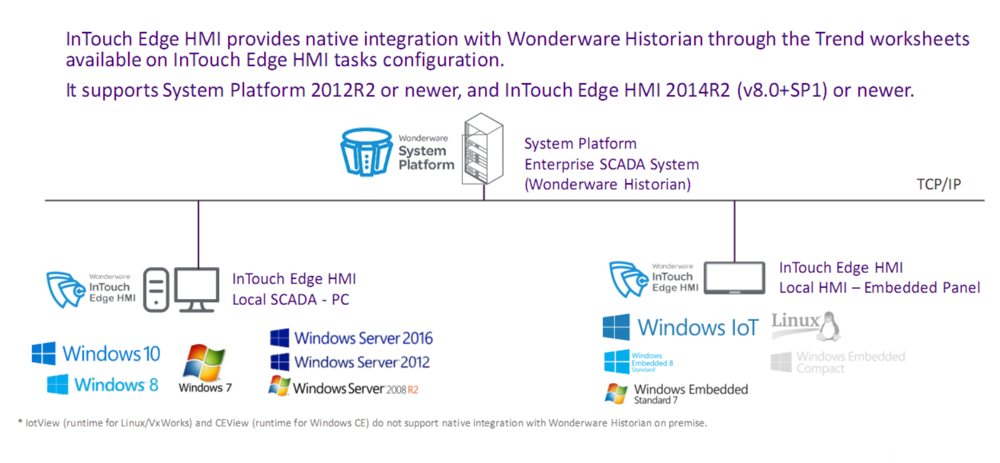 InTouch Edge HMI provides native integration with Wonderware Historian through the Trend worksheets
available on InTouch Edge HMI tasks configuration.
It supports System Platform 2012R2 or newer, and InTouch Edge HMI 2014R2 (v8.0+SP1) or newer.
Wonderware
System
Platform
System Platform
Enterprise SCADA System
(Wonderware Historian)
TCP/IP
Wonderware
InTouch
Edge HMI
InTouch Edge HMI
Local SCADA - PC
Wonderware
InTouch
Edge HMI
InTouch Edge HMI
Local HMI – Embedded Panel
Windows 10
Windows 8
Windows 7
Windows Server 2016
Windows Server 2012
Windows Server 2008 R2
Windows IoT
Linux
Windows
Embedded 8
Standard
Windows Embedded
Compact
Windows Embedded
Standard 7
* IotView (runtime for Linux/VxWorks) and CEView (runtime for Windows CE) do not support native integration with Wonderware Historian on premise.